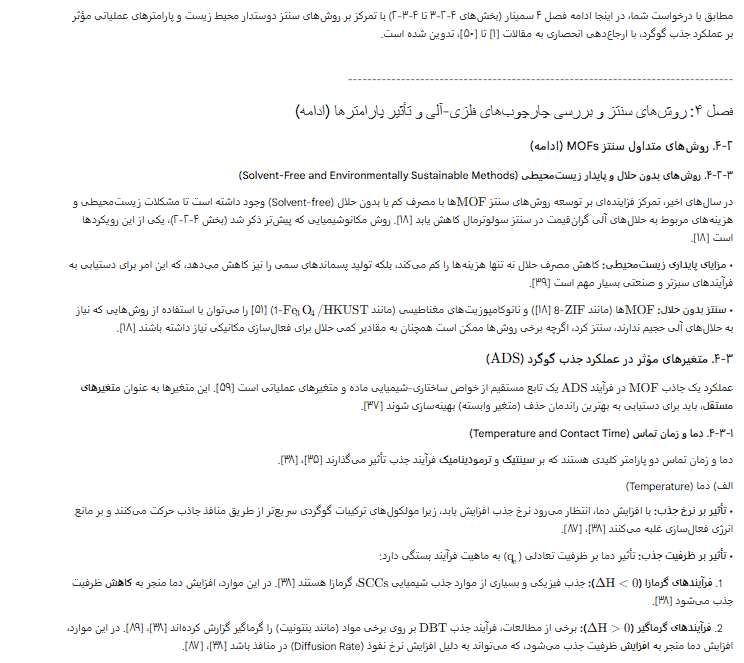 مطابق با درخواست شما، در اینجا ادامه فصل ۴ سمینار (بخش‌های ۴-۲-۳ تا ۴-۳-۲) با تمرکز بر روش‌های سنتز دوستدار محیط زیست و پارامترهای عملیاتی مؤثر
بر عملکرد جذب گوگرد، با ارجاع‌دهی انحصاری به مقالات [۱] تا [۵۰]، تدوین شده است.
--------------------------------------------------------------------------------
فصل ۴: روش‌های سنتز و بررسی چارچوب‌های فلزی-آلی و تأثیر پارامترها (ادامه)
۴-۲. روش‌های متداول سنتز MOFs (ادامه)
۴-۲-۳. روش‌های بدون حلال و پایدار زیست‌محیطی (Solvent-Free and Environmentally Sustainable Methods)
در سال‌های اخیر، تمرکز فزاینده‌ای بر توسعه روش‌های سنتز MOFها با مصرف کم یا بدون حلال (Solvent-free) وجود داشته است تا مشکلات زیست‌محیطی و
هزینه‌های مربوط به حلال‌های آلی گران‌قیمت در سنتز سولوترمال کاهش یابد [۱۸]. روش مکانوشیمیایی که پیش‌تر ذکر شد (بخش ۴-۲-۲)، یکی از این رویکردها
است [۱۸].
• مزایای پایداری زیست‌محیطی: کاهش مصرف حلال نه تنها هزینه‌ها را کم می‌کند، بلکه تولید پسماندهای سمی را نیز کاهش می‌دهد، که این امر برای دستیابی به
فرآیندهای سبزتر و صنعتی بسیار مهم است [۳۹].
• سنتز بدون حلال: MOFها (مانند ZIF-8 [۱۸]) و نانوکامپوزیت‌های مغناطیسی (مانند Fe₃O₄/HKUST-1) [۵۱] را می‌توان با استفاده از روش‌هایی که نیاز
به حلال‌های آلی حجیم ندارند، سنتز کرد، اگرچه برخی روش‌ها ممکن است همچنان به مقادیر کمی حلال برای فعال‌سازی مکانیکی نیاز داشته باشند [۱۸].
۴-۳. متغیرهای مؤثر در عملکرد جذب گوگرد (ADS)
عملکرد یک جاذب MOF در فرآیند ADS یک تابع مستقیم از خواص ساختاری-شیمیایی ماده و متغیرهای عملیاتی است [۵۹]. این متغیرها به عنوان متغیرهای
مستقل، باید برای دستیابی به بهترین راندمان حذف (متغیر وابسته) بهینه‌سازی شوند [۳۷].
۴-۳-۱. دما و زمان تماس (Temperature and Contact Time)
دما و زمان تماس دو پارامتر کلیدی هستند که بر سینتیک و ترمودینامیک فرآیند جذب تأثیر می‌گذارند [۳۵]، [۳۸].
الف) دما (Temperature)
• تأثیر بر نرخ جذب: با افزایش دما، انتظار می‌رود نرخ جذب افزایش یابد، زیرا مولکول‌های ترکیبات گوگردی سریع‌تر از طریق منافذ جاذب حرکت می‌کنند و بر مانع
انرژی فعال‌سازی غلبه می‌کنند [۳۸]، [۸۷].
• تأثیر بر ظرفیت جذب: تأثیر دما بر ظرفیت تعادلی (qₑ) به ماهیت فرآیند بستگی دارد:
1. فرآیندهای گرمازا (ΔH < 0): جذب فیزیکی و بسیاری از موارد جذب شیمیایی SCCs، گرمازا هستند [۳۸]. در این موارد، افزایش دما منجر به کاهش ظرفیت
جذب می‌شود [۳۸].
2. فرآیندهای گرماگیر (ΔH > 0): برخی از مطالعات، فرآیند جذب DBT بر روی برخی مواد (مانند بنتونیت) را گرماگیر گزارش کرده‌اند [۳۸]، [۸۹]. در این موارد،
افزایش دما منجر به افزایش ظرفیت جذب می‌شود، که می‌تواند به دلیل افزایش نرخ نفوذ (Diffusion Rate) در منافذ باشد [۳۸]، [۸۷].